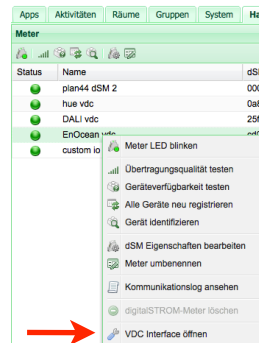 Apps Aktivitäten Räume Gruppen System
Meter
Status Name
plan44 dSM 2
hue vdc
DALI vdc
EnOcean vdc
custom io
Meter LED blinken
Übertragungsqualität testen
Geräteverfügbarkeit testen
Alle Geräte neu registrieren
Gerät identifizieren
dSM Eigenschaften bearbeiten
Meter umbenennen
Kommunikationslog ansehen
digitalSTROM-Meter löschen
VDC Interface öffnen